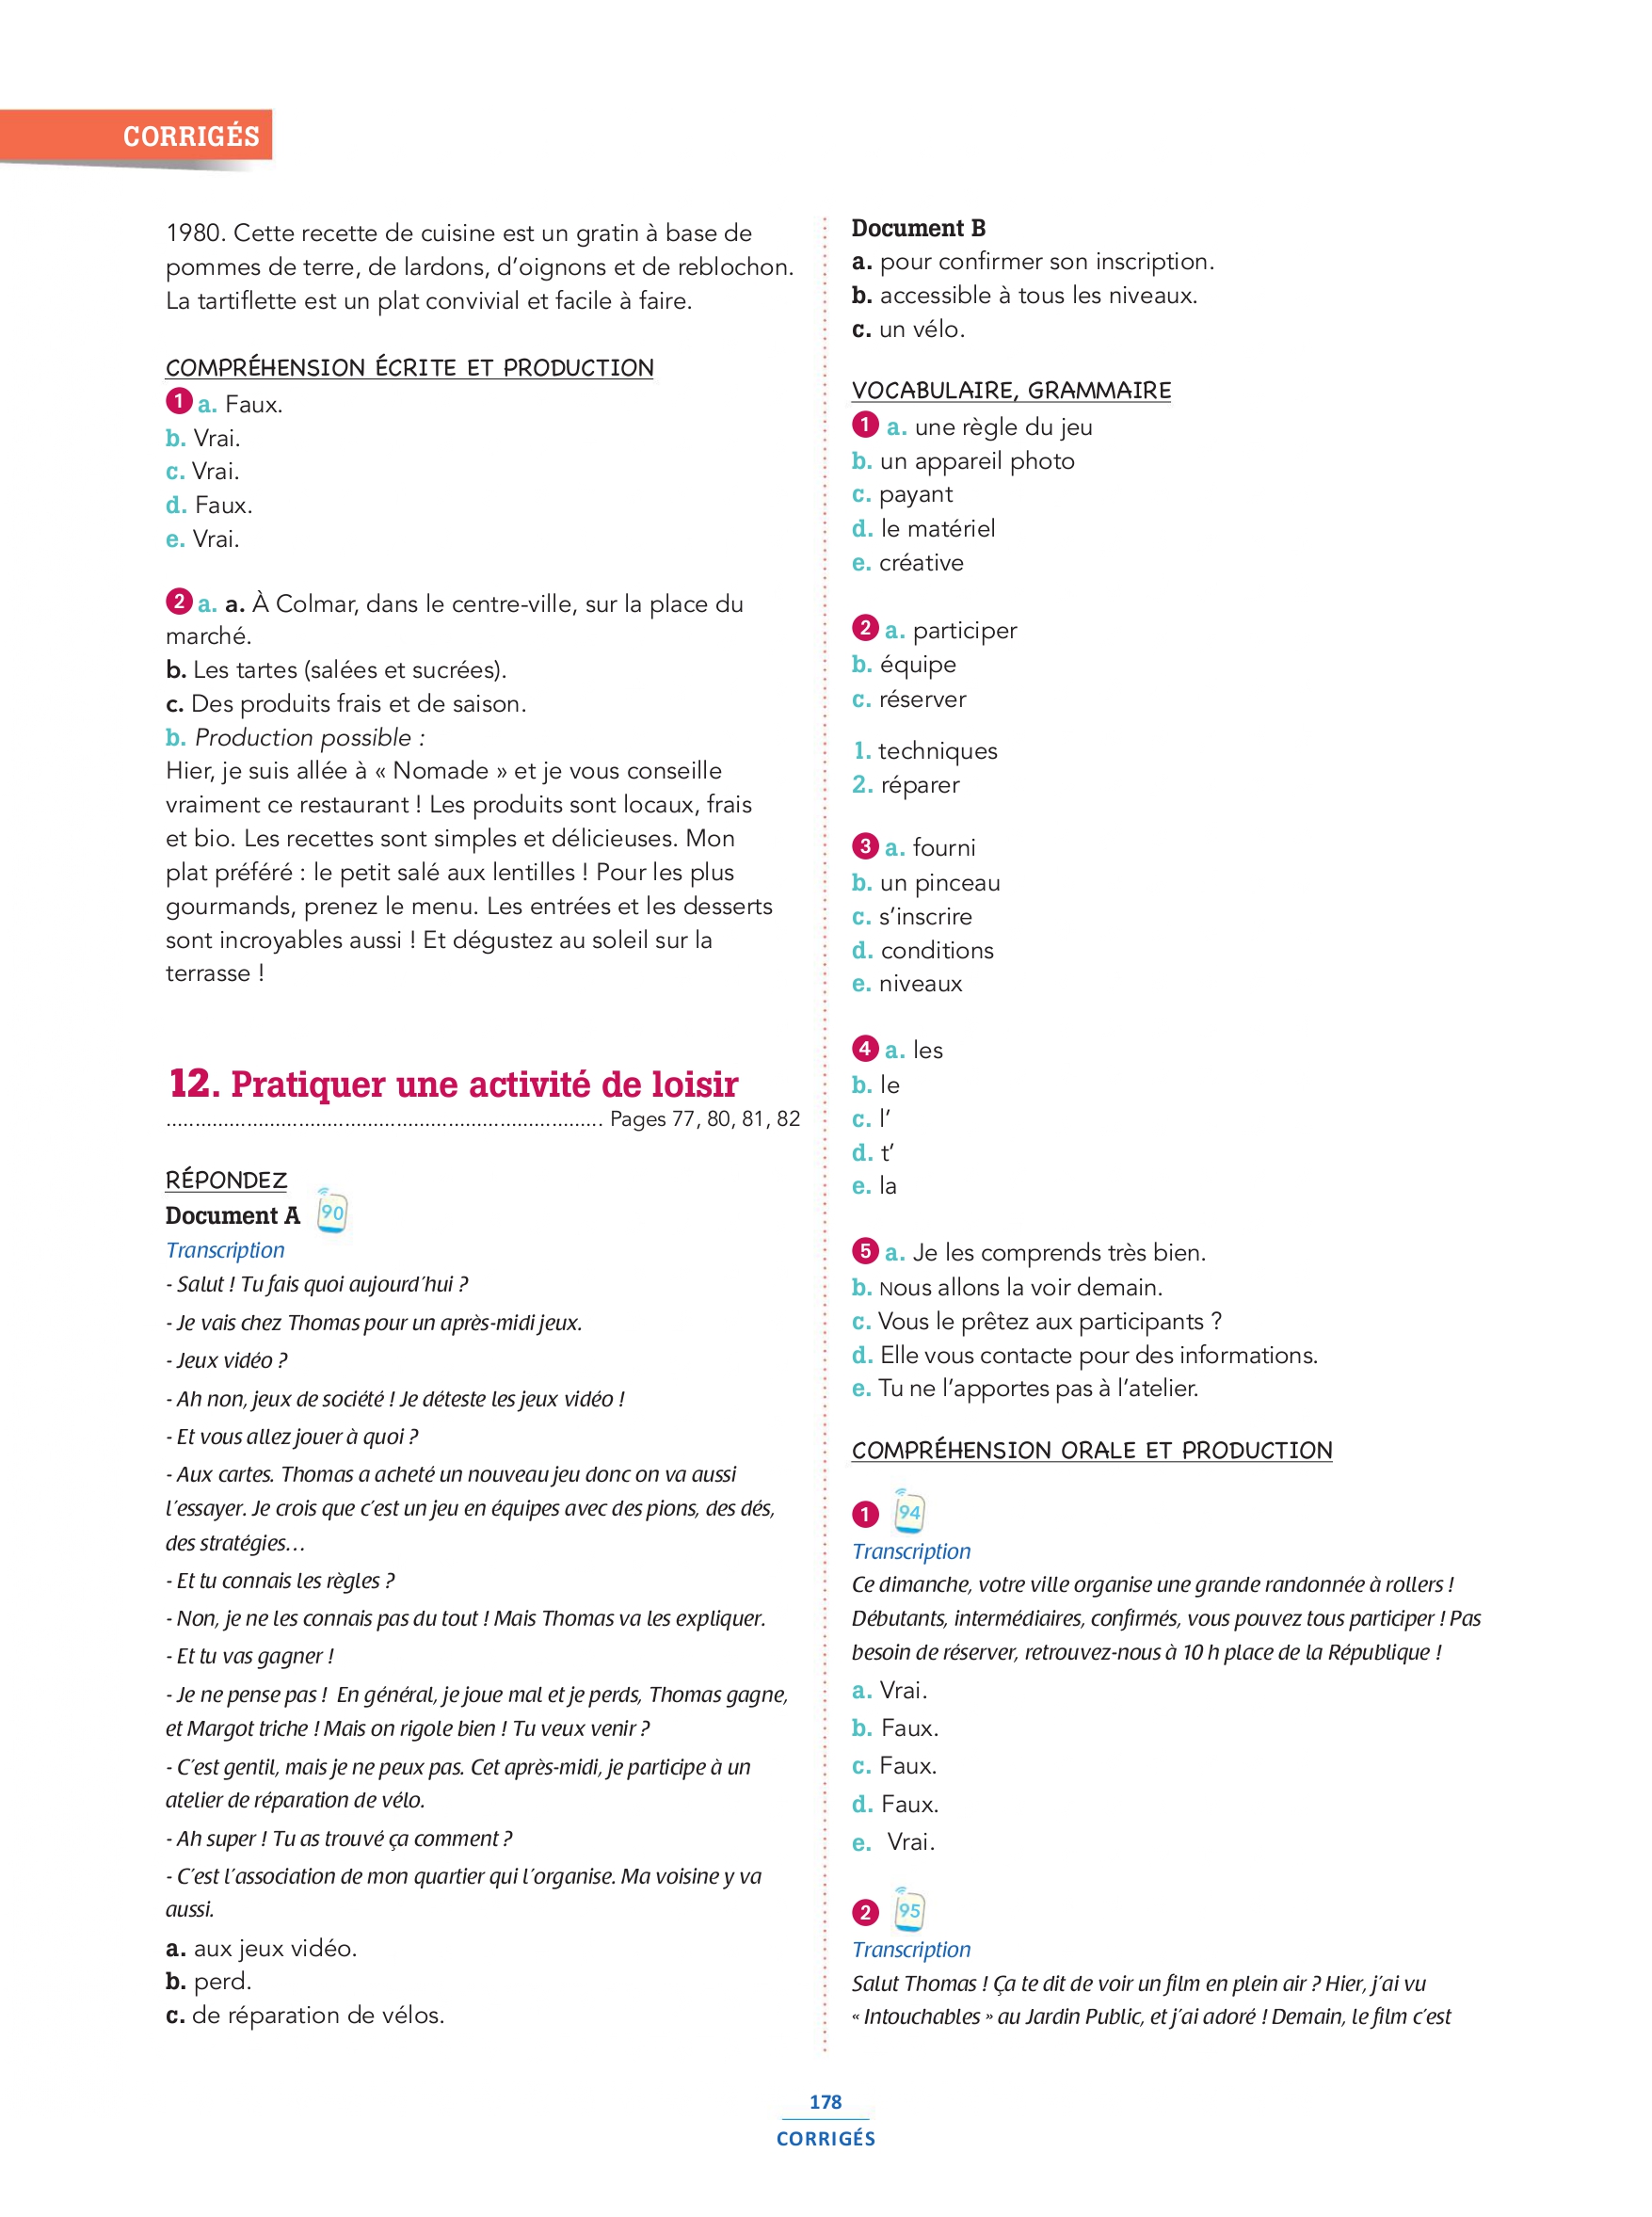 CORRIGÉS
1980. Cette recette de cuisine est un gratin à base de
pommes de terre, de lardons, d’oignons et de reblochon.
La tartiflette est un plat convivial et facile à faire.
COMPRÉHENSION ÉCRITE ET PRODUCTION
1 a. Faux.
b. Vrai.
c. Vrai.
d. Faux.
e. Vrai.
2 a. a. À Colmar, dans le centre-ville, sur la place du
marché.
b. Les tartes (salées et sucrées).
c. Des produits frais et de saison.
b. Production possible :
Hier, je suis allée à « Nomade » et je vous conseille
vraiment ce restaurant ! Les produits sont locaux, frais
et bio. Les recettes sont simples et délicieuses. Mon
plat préféré : le petit salé aux lentilles ! Pour les plus
gourmands, prenez le menu. Les entrées et les desserts
sont incroyables aussi ! Et dégustez au soleil sur la
terrasse !
12. Pratiquer une activité de loisir
............................................................................ Pages 77, 80, 81, 82
RÉPONDEZ
Document A 90
Transcription
- Salut ! Tu fais quoi aujourd’hui ?
- Je vais chez Thomas pour un après-midi jeux.
- Jeux vidéo ?
- Ah non, jeux de société ! Je déteste les jeux vidéo !
- Et vous allez jouer à quoi ?
- Aux cartes. Thomas a acheté un nouveau jeu donc on va aussi
l’essayer. Je crois que c’est un jeu en équipes avec des pions, des dés,
des stratégies…
- Et tu connais les règles ?
- Non, je ne les connais pas du tout ! Mais Thomas va les expliquer.
- Et tu vas gagner !
- Je ne pense pas ! En général, je joue mal et je perds, Thomas gagne,
et Margot triche ! Mais on rigole bien ! Tu veux venir ?
- C’est gentil, mais je ne peux pas. Cet après-midi, je participe à un
atelier de réparation de vélo.
- Ah super ! Tu as trouvé ça comment ?
- C’est l’association de mon quartier qui l’organise. Ma voisine y va
aussi.
a. aux jeux vidéo.
b. perd.
c. de réparation de vélos.
Document B
a. pour confirmer son inscription.
b. accessible à tous les niveaux.
c. un vélo.
VOCABULAIRE, GRAMMAIRE
1 a. une règle du jeu
b. un appareil photo
c. payant
d. le matériel
e. créative
2 a. participer
b. équipe
c. réserver
1. techniques
2. réparer
3 a. fourni
b. un pinceau
c. s’inscrire
d. conditions
e. niveaux
4 a. les
b. le
c. l’
d. t’
e. la
5 a. Je les comprends très bien.
b. Nous allons la voir demain.
c. Vous le prêtez aux participants ?
d. Elle vous contacte pour des informations.
e. Tu ne l’apportes pas à l’atelier.
COMPRÉHENSION ORALE ET PRODUCTION
1 94
Transcription
Ce dimanche, votre ville organise une grande randonnée à rollers !
Débutants, intermédiaires, confirmés, vous pouvez tous participer ! Pas
besoin de réserver, retrouvez-nous à 10 h place de la République !
a. Vrai.
b. Faux.
c. Faux.
d. Faux.
e. Vrai.
2 95
Transcription
Salut Thomas ! Ça te dit de voir un film en plein air ? Hier, j’ai vu
« Intouchables » au Jardin Public, et j’ai adoré ! Demain, le film c’est
178
CORRIGÉS